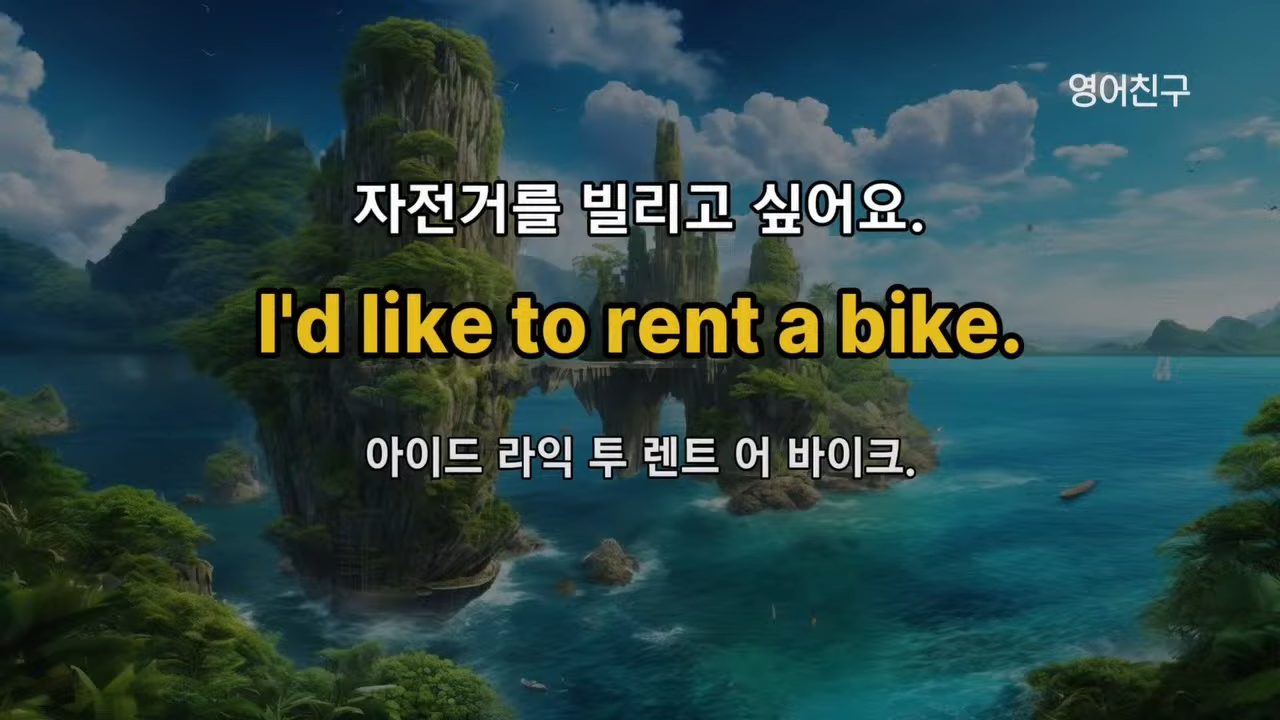 영어친구
자전거를 빌리고 싶어요.
I'd like to rent a bike.
아이드 라익 투 렌트 어 바이크.